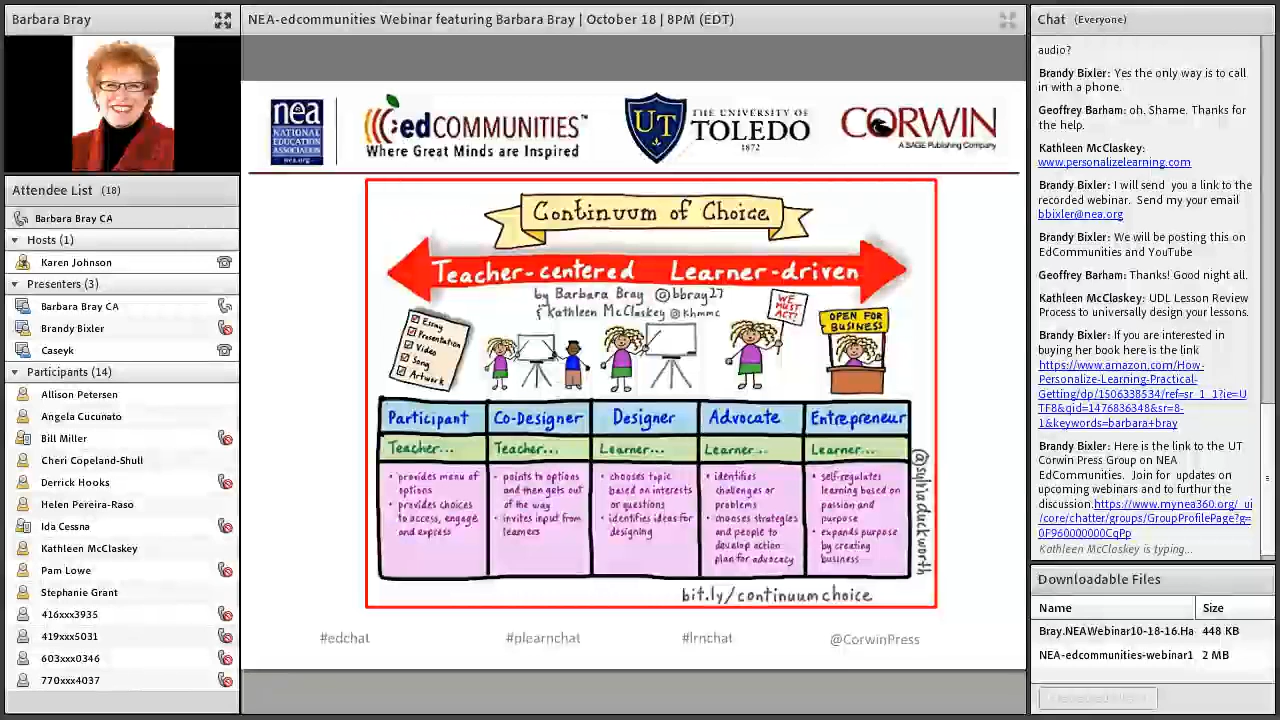 Barbara Bray
NEA-edcommunities Webinar featuring Barbara Bray | October 18 | 8PM (EDT)
Chat (Everyone)
Attendee List (18)
Barbara Bray CA
Hosts (1)
Karen Johnson
Presenters (3)
Barbara Bray CA
Brandy Bixler
Caseyk
Participants (14)
Allison Petersen
Angela Cucunato
Bill Miller
Cheri Copeland-Shull
Derrick Hooks
Helen Pereira-Raso
Ida Cessna
Kathleen McClaskey
Pam Lowe
Stephanie Grant
416xxx3935
419xxx5031
603xxx0346
770xxx4037
nea
NATIONAL
EDUCATION
ASSOCIATION
nea.org
edCOMMUNITIES™
Where Great Minds are Inspired
UT
THE UNIVERSITY OF
TOLEDO
1872
CORWIN
A SAGE Publishing Company
Continuum of Choice
Teacher-centered Learner-driven
by Barbara Bray @bbray27
& Kathleen McClaskey @khmmc
Essay
Presentation
Video
Song
Artwork
WE
MUST
ACT!
OPEN FOR
BUSINESS
Participant
Teacher...
• provides menu of
options
• provides choices
to access, engage
and express
Co-Designer
Teacher...
• points to options
and then gets out
of the way
• invites input from
learners
Designer
Learner...
• chooses topic
based on interests
or questions
• identifies ideas for
designing
Advocate
Learner...
• identifies
challenges or
problems
• chooses strategies
and people to
develop action
plan for advocacy
Entrepreneur
Learner...
• self-regulates
learning based on
passion and
purpose
• expands purpose
by creating
business
@sylviaduckworth
bit.ly/continuumchoice
#edchat #plearnchat #lrnchat @CorwinPress
audio?
Brandy Bixler: Yes the only way is to call
in with a phone.
Geoffrey Barham: oh. Shame. Thanks for
the help.
Kathleen McClaskey:
www.personalizelearning.com
Brandy Bixler: I will send you a link to the
recorded webinar. Send my your email
bbixler@nea.org
Brandy Bixler: We will be posting this on
EdCommunities and YouTube
Geoffrey Barham: Thanks. Good night all.
Kathleen McClaskey: UDL Lesson Review
Process to universally design your lessons.
Brandy Bixler: If you are interested in
buying her book here is the link
https://www.amazon.com/How-
Personalize-Learning-Practical-
Getting/dp/1506338534/ref=sr_1_1?ie=U
TF8&qid=1476836348&sr=8-
1&keywords=barbara+bray
Brandy Bixler: Here is the link to the UT
Corwin Press Group on NEA
EdCommunities. Join for updates on
upcoming webinars and to furthur the
discussion.https://www.mynea360.org/_ui
/core/chatter/groups/GroupProfilePage?g=
0F960000000CqPp
Kathleen McClaskey is typing...
Downloadable Files
Name Size
Bray.NEAWebinar10-18-16.Ha 448 KB
NEA-edcommunities-webinar1 2 MB